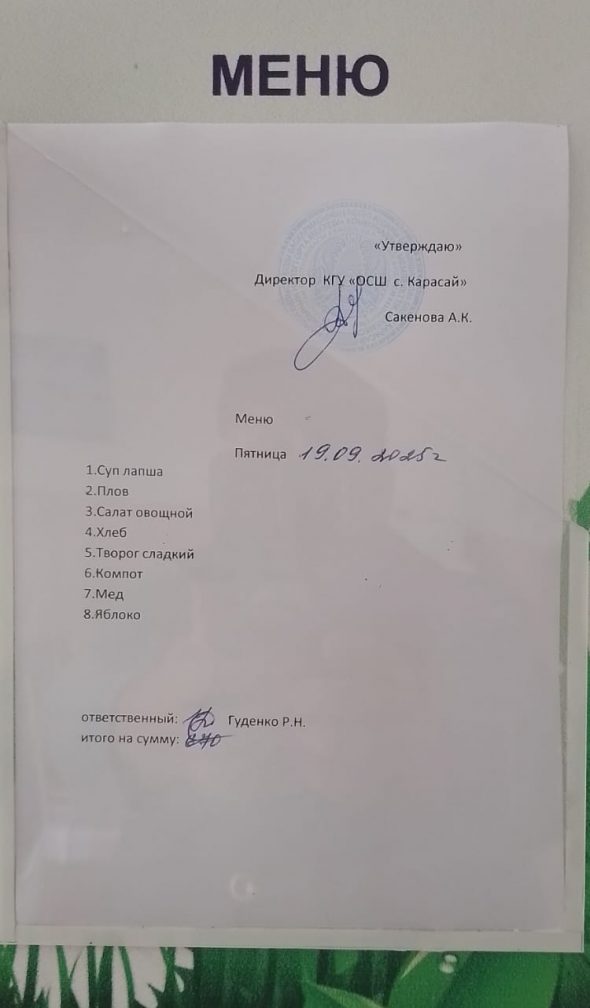 МЕНЮ
«Утверждаю»
Директор КГУ «ОСШ с. Карасай»
Сакенова А.К.
Меню
Пятница 19.09.2025г
1.Суп лапша
2.Плов
3.Салат овощной
4.Хлеб
5.Творог сладкий
6.Компот
7.Мед
8.Яблоко
ответственный: Гуденко Р.Н.
итого на сумму: